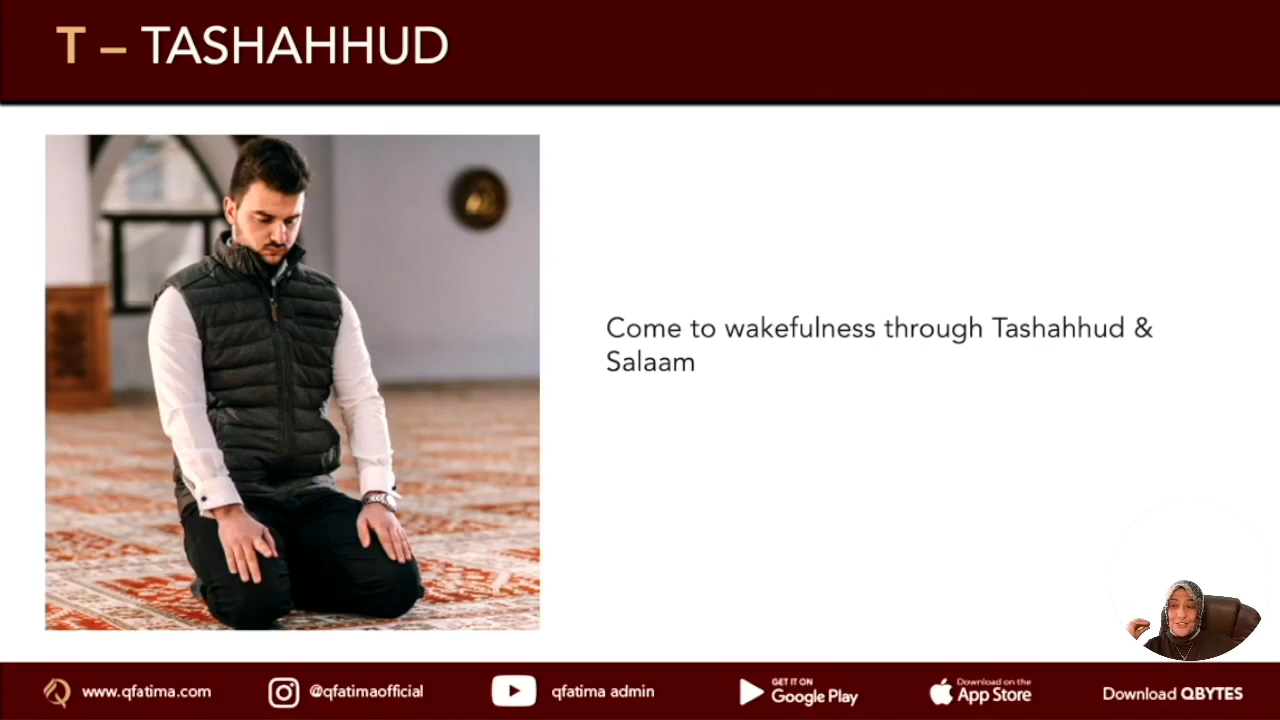 T – TASHAHHUD
Come to wakefulness through Tashahhud &
Salaam
www.qfatima.com
@qfatimaofficial
qfatima admin
GET IT ON
Google Play
Download on the
App Store
Download QBYTES